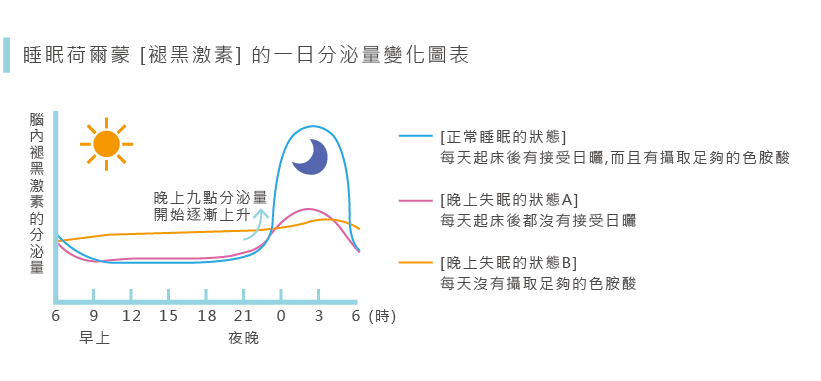 睡眠荷爾蒙 [褪黑激素] 的一日分泌量變化圖表
腦內褪黑激素的分泌量
晚上九點分泌量
開始逐漸上升
6 9 12 15 18 21 0 3 6 (時)
早上 夜晚
[正常睡眠的狀態]
每天起床後有接受日曬,而且有攝取足夠的色胺酸
[晚上失眠的狀態A]
每天起床後都沒有接受日曬
[晚上失眠的狀態B]
每天沒有攝取足夠的色胺酸